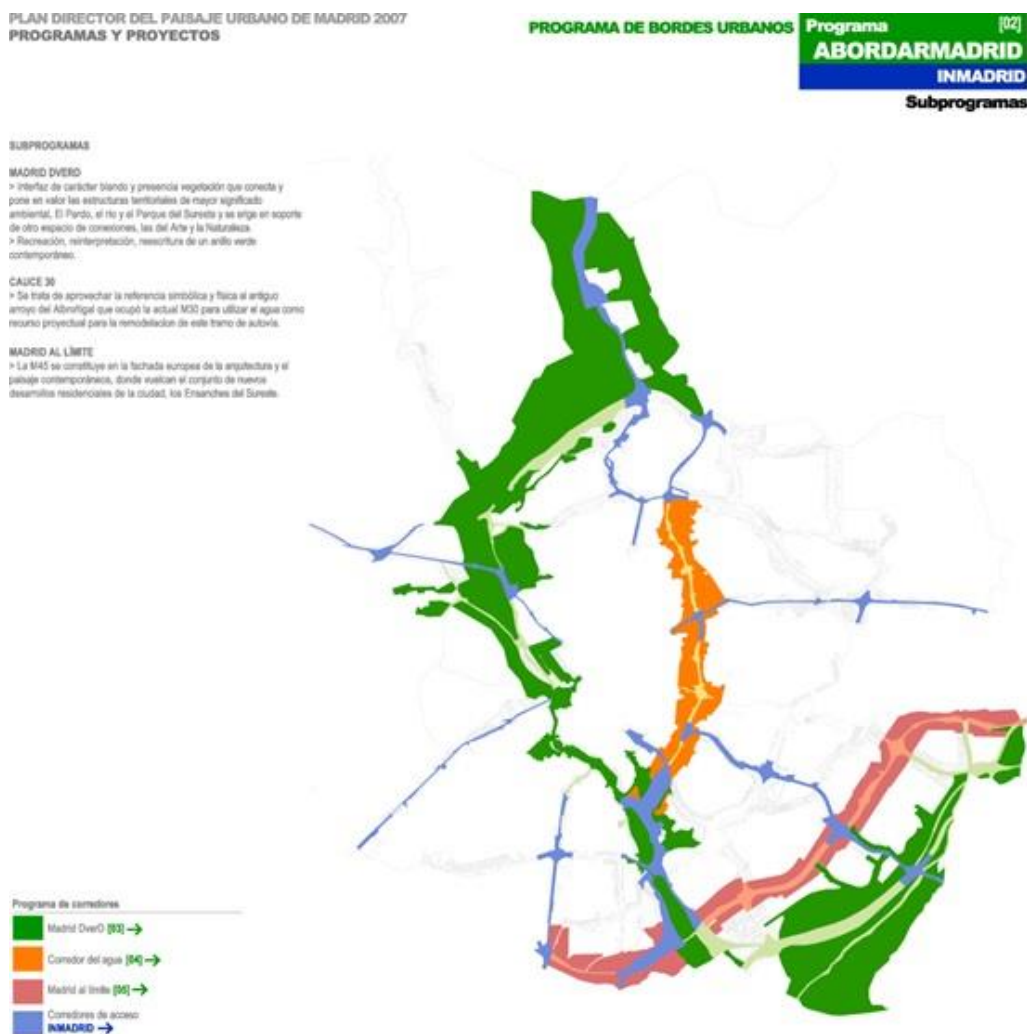 PLAN DIRECTOR DEL PAISAJE URBANO DE MADRID 2007
PROGRAMAS Y PROYECTOS
PROGRAMA DE BORDES URBANOS
Programa [02]
ABORDARMADRID
INMADRID
Subprogramas
SUBPROGRAMAS
MADRID DVERD
> Interfaz de carácter blando y presencia vegetación que conecta y
pone en valor las estructuras territoriales de mayor significado
ambiental, El Pardo, el río y el Parque del Sureste y se erige en soporte
de otro espacio de conexiones, las del Arte y la Naturaleza.
> Recreación, reinterpretación, reescritura de un anillo verde
contemporáneo.
CAUCE 30
> Se trata de aprovechar la referencia simbólica y física al antiguo
arroyo del Albroñigal que ocupó la actual M30 para utilizar el agua como
recurso proyectual para la remodelacion de este tramo de autovía.
MADRID AL LÍMITE
> La M45 se constituye en la fachada europea de la arquitectura y el
paisaje contemporáneos, donde vuelcan el conjunto de nuevos
desarrollos residenciales de la ciudad, los Ensanches del Sureste.
Programa de corredores
Madrid DverD [03] →
Corredor del agua [04] →
Madrid al límite [05] →
Corredores de acceso
INMADRID →